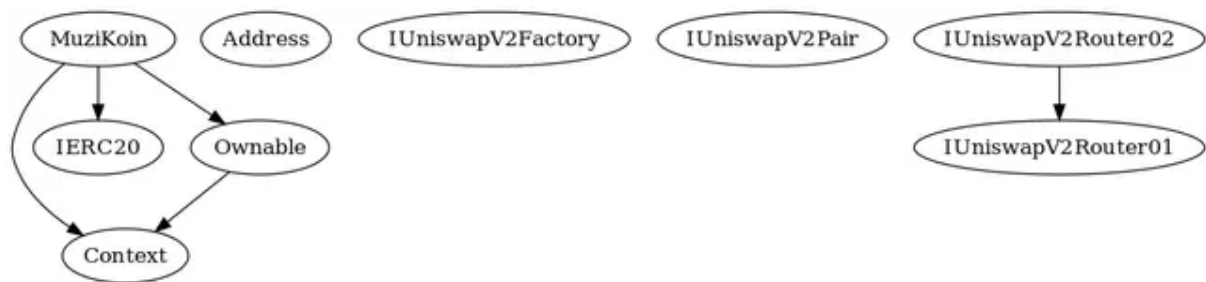 MuziKoin
Address
IUniswapV2Factory
IUniswapV2Pair
IUniswapV2Router02
IERC20
Ownable
IUniswapV2Router01
Context